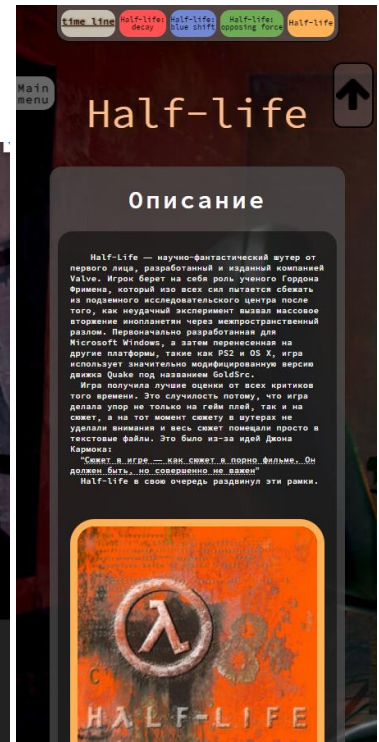 time line
Half-life: decay
Half-life: blue shift
Half-life: opposing force
Half-life
Main menu
Half-life
Описание
Half-Life — научно-фантастический шутер от
первого лица, разработанный и изданный компанией
Valve. Игрок берет на себя роль ученого Гордона
Фримена, который изо всех сил пытается сбежать
из подземного исследовательского центра после
того, как неудачный эксперимент вызвал массовое
вторжение инопланетян через межпространственный
разлом. Первоначально разработанная для
Microsoft Windows, а затем перенесенная на
другие платформы, такие как PS2 и OS X, игра
использует значительно модифицированную версию
движка Quake под названием GoldSrc.
Игра получила лучшие оценки от всех критиков
того времени. Это случилось потому, что игра
делала упор не только на гейм плей, так и на
сюжет, а на тот момент сюжету в шутерах не
уделали внимания и весь сюжет помещали просто в
текстовые файлы. Это было из-за идей Джона
Кармока:
"Сюжет в игре — как сюжет в порно фильме. Он
должен быть, но совершенно не важен"
Half-life в свою очередь раздвинул эти рамки.
HΛLF-LIFE